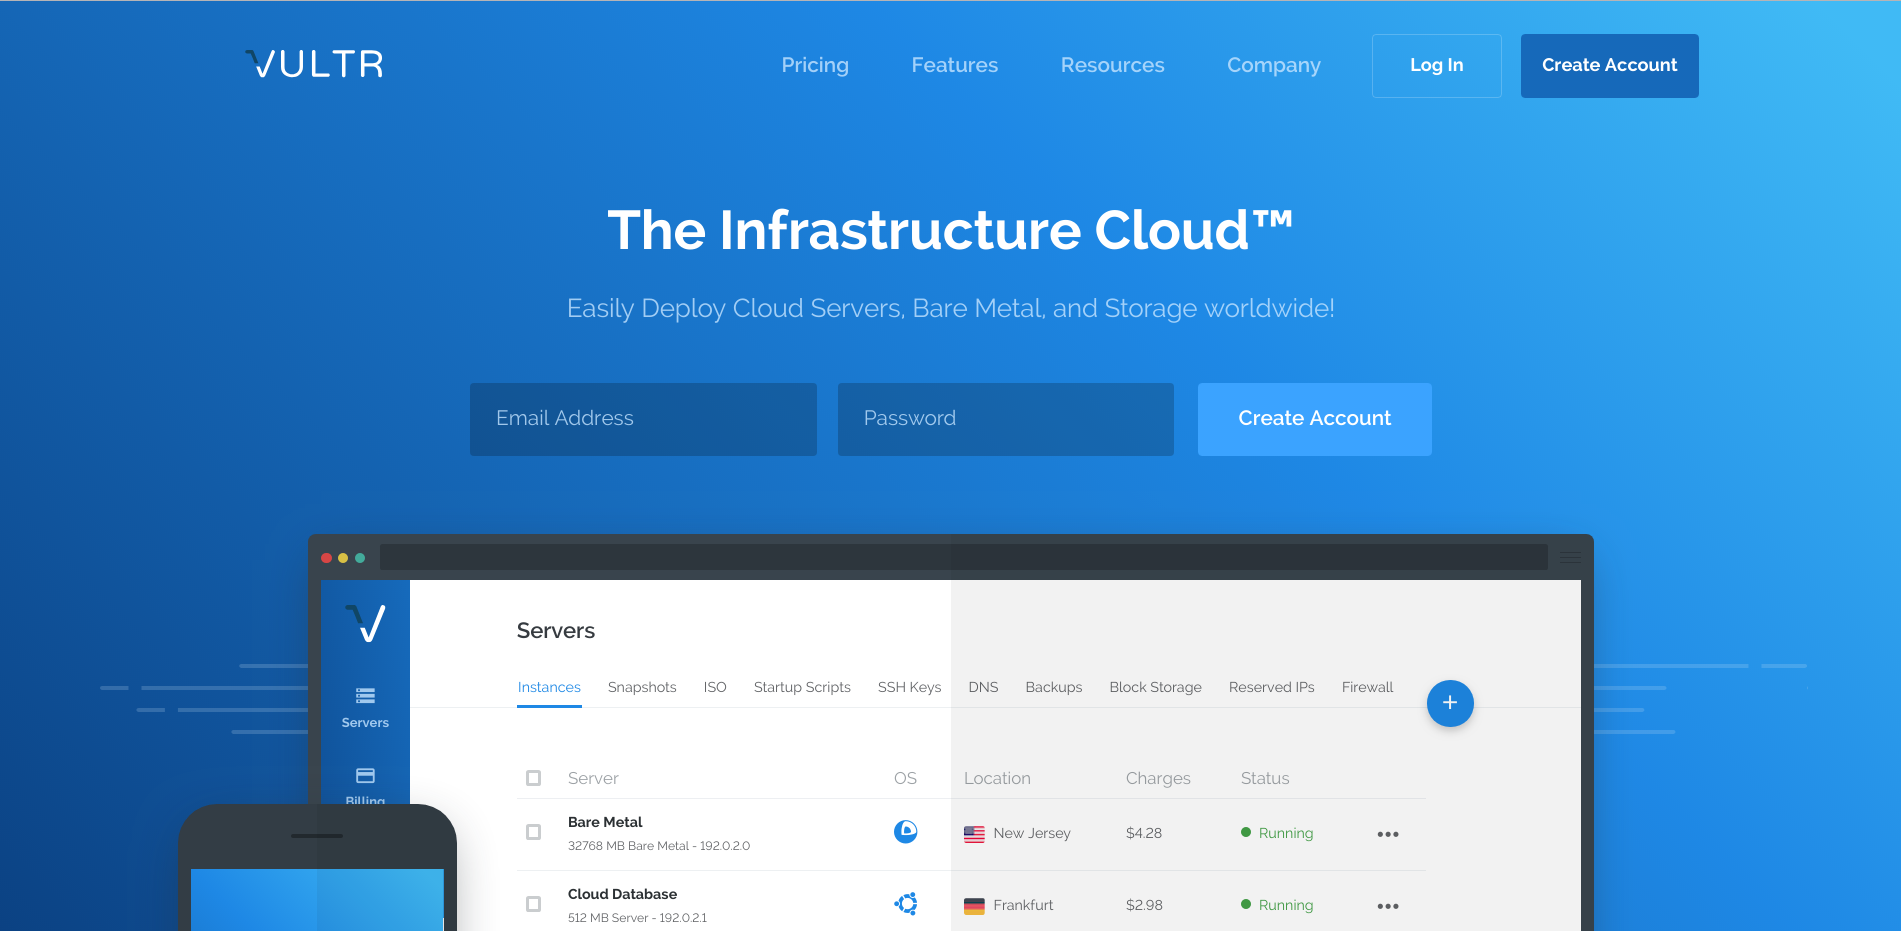 VULTR
Pricing Features Resources Company Log In Create Account
The Infrastructure Cloud™
Easily Deploy Cloud Servers, Bare Metal, and Storage worldwide!
Email Address Password Create Account
Servers
Instances Snapshots ISO Startup Scripts SSH Keys DNS Backups Block Storage Reserved IPs Firewall
+
Servers
Billing
Server OS Location Charges Status
Bare Metal
32768 MB Bare Metal - 192.0.2.0
New Jersey $4.28 Running
Cloud Database
512 MB Server - 192.0.2.1
Frankfurt $2.98 Running